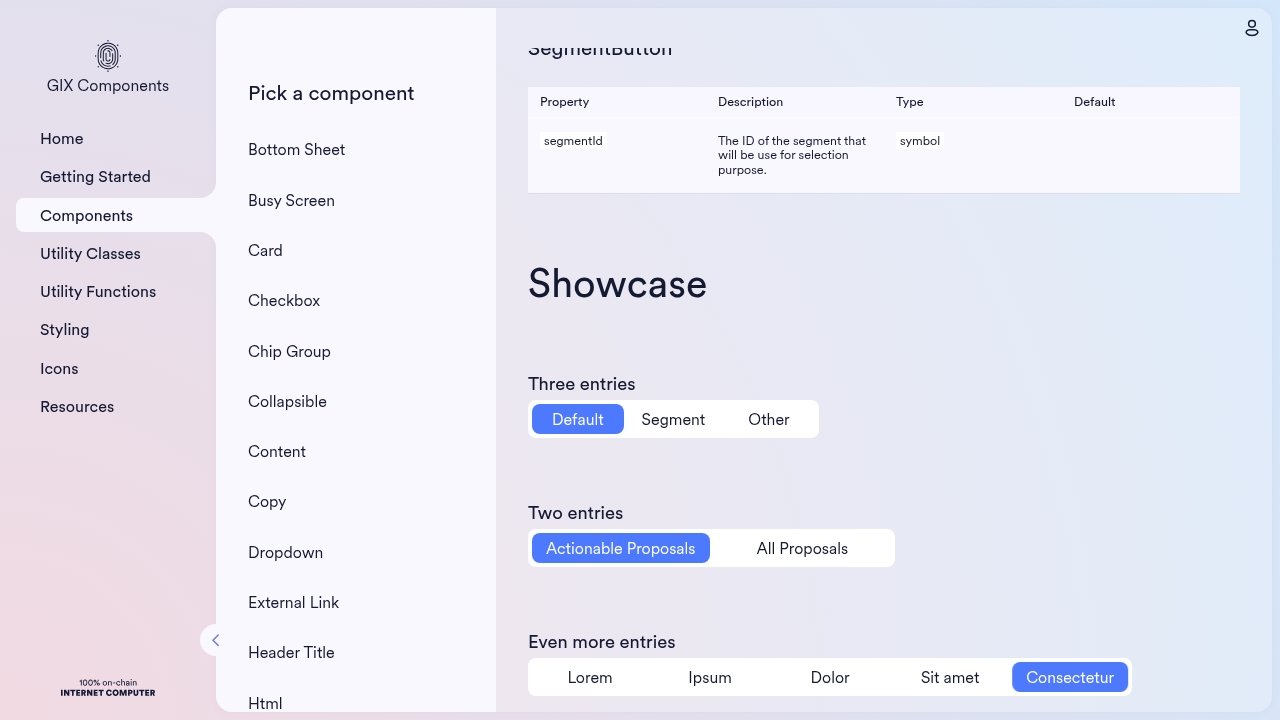 GIX Components
Home
Getting Started
Components
Utility Classes
Utility Functions
Styling
Icons
Resources
100% on-chain
INTERNET COMPUTER
Pick a component
Bottom Sheet
Busy Screen
Card
Checkbox
Chip Group
Collapsible
Content
Copy
Dropdown
External Link
Header Title
Html
SegmentButton
Property Description Type Default
segmentId The ID of the segment that symbol
will be use for selection
purpose.
Showcase
Three entries
Default Segment Other
Two entries
Actionable Proposals All Proposals
Even more entries
Lorem Ipsum Dolor Sit amet Consectetur